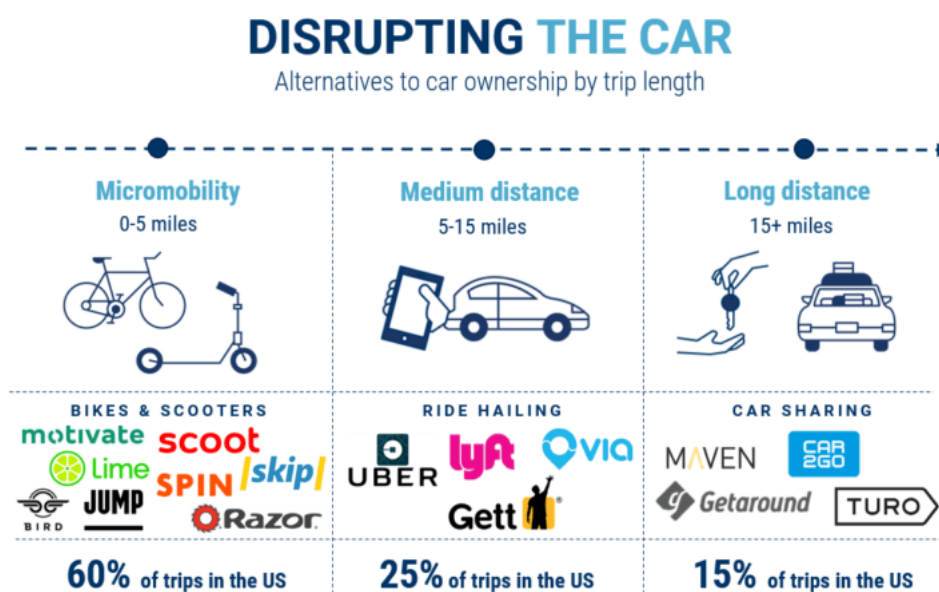 DISRUPTING THE CAR
Alternatives to car ownership by trip length
Micromobility
0-5 miles
Medium distance
5-15 miles
Long distance
15+ miles
BIKES & SCOOTERS
motivate
scoot
Lime
SPIN
/skip/
BIRD
JUMP
Razor
RIDE HAILING
UBER
lyft
via
Gett®
CAR SHARING
MAVEN
CAR
2GO
Getaround
TURO
60% of trips in the US
25% of trips in the US
15% of trips in the US